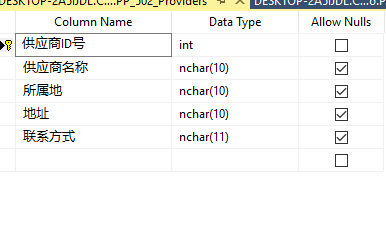 DESKTOP-2A5JJDL.C....PP_502_Providers
DESKTOP-2A5JJDL.C...
Column Name Data Type Allow Nulls
供应商ID号 int
供应商名称 nchar(10)
所属地 nchar(10)
地址 nchar(10)
联系方式 nchar(11)